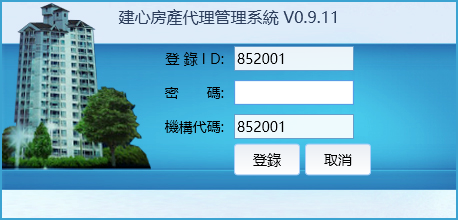 建心房產代理管理系統 V0.9.11
登 錄 I D: 852001
密 碼:
機構代碼: 852001
登錄 取消